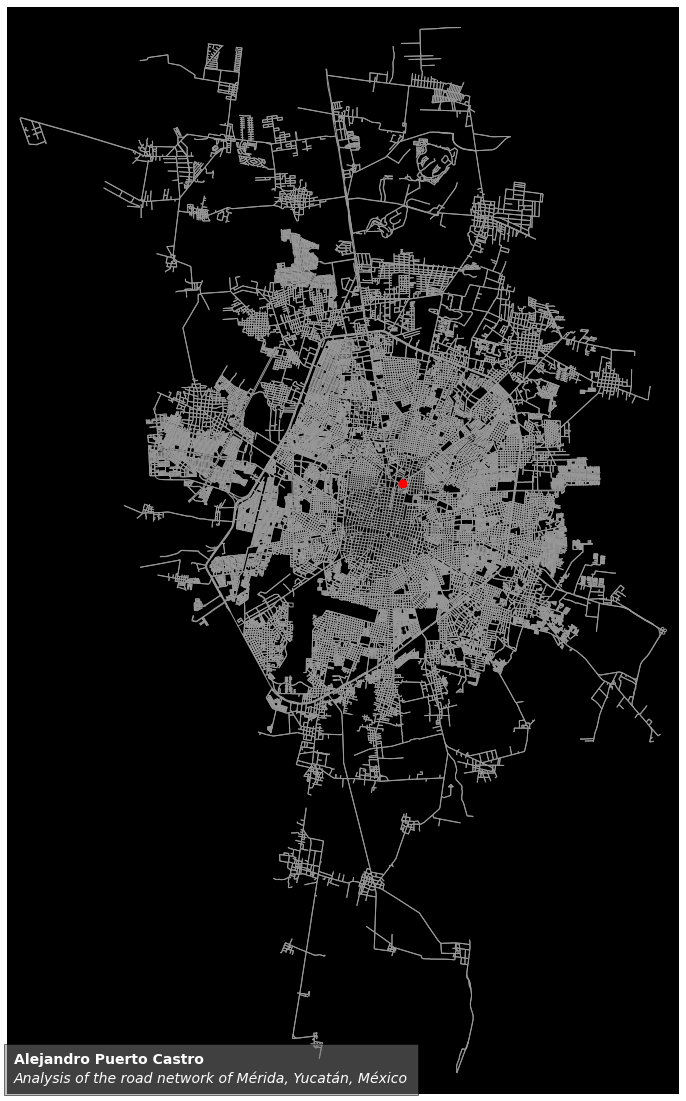 Alejandro Puerto Castro
Analysis of the road network of Mérida, Yucatán, México